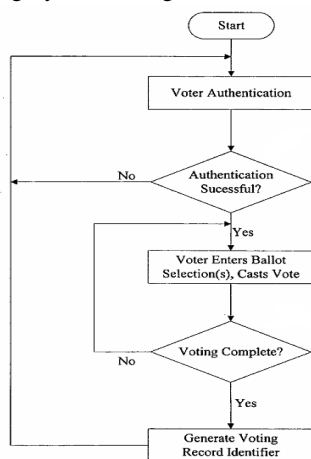 Start
Voter Authentication
Authentication
Sucessful?
No
Yes
Voter Enters Ballot
Selection(s), Casts Vote
Voting Complete?
No
Yes
Generate Voting
Record Identifier